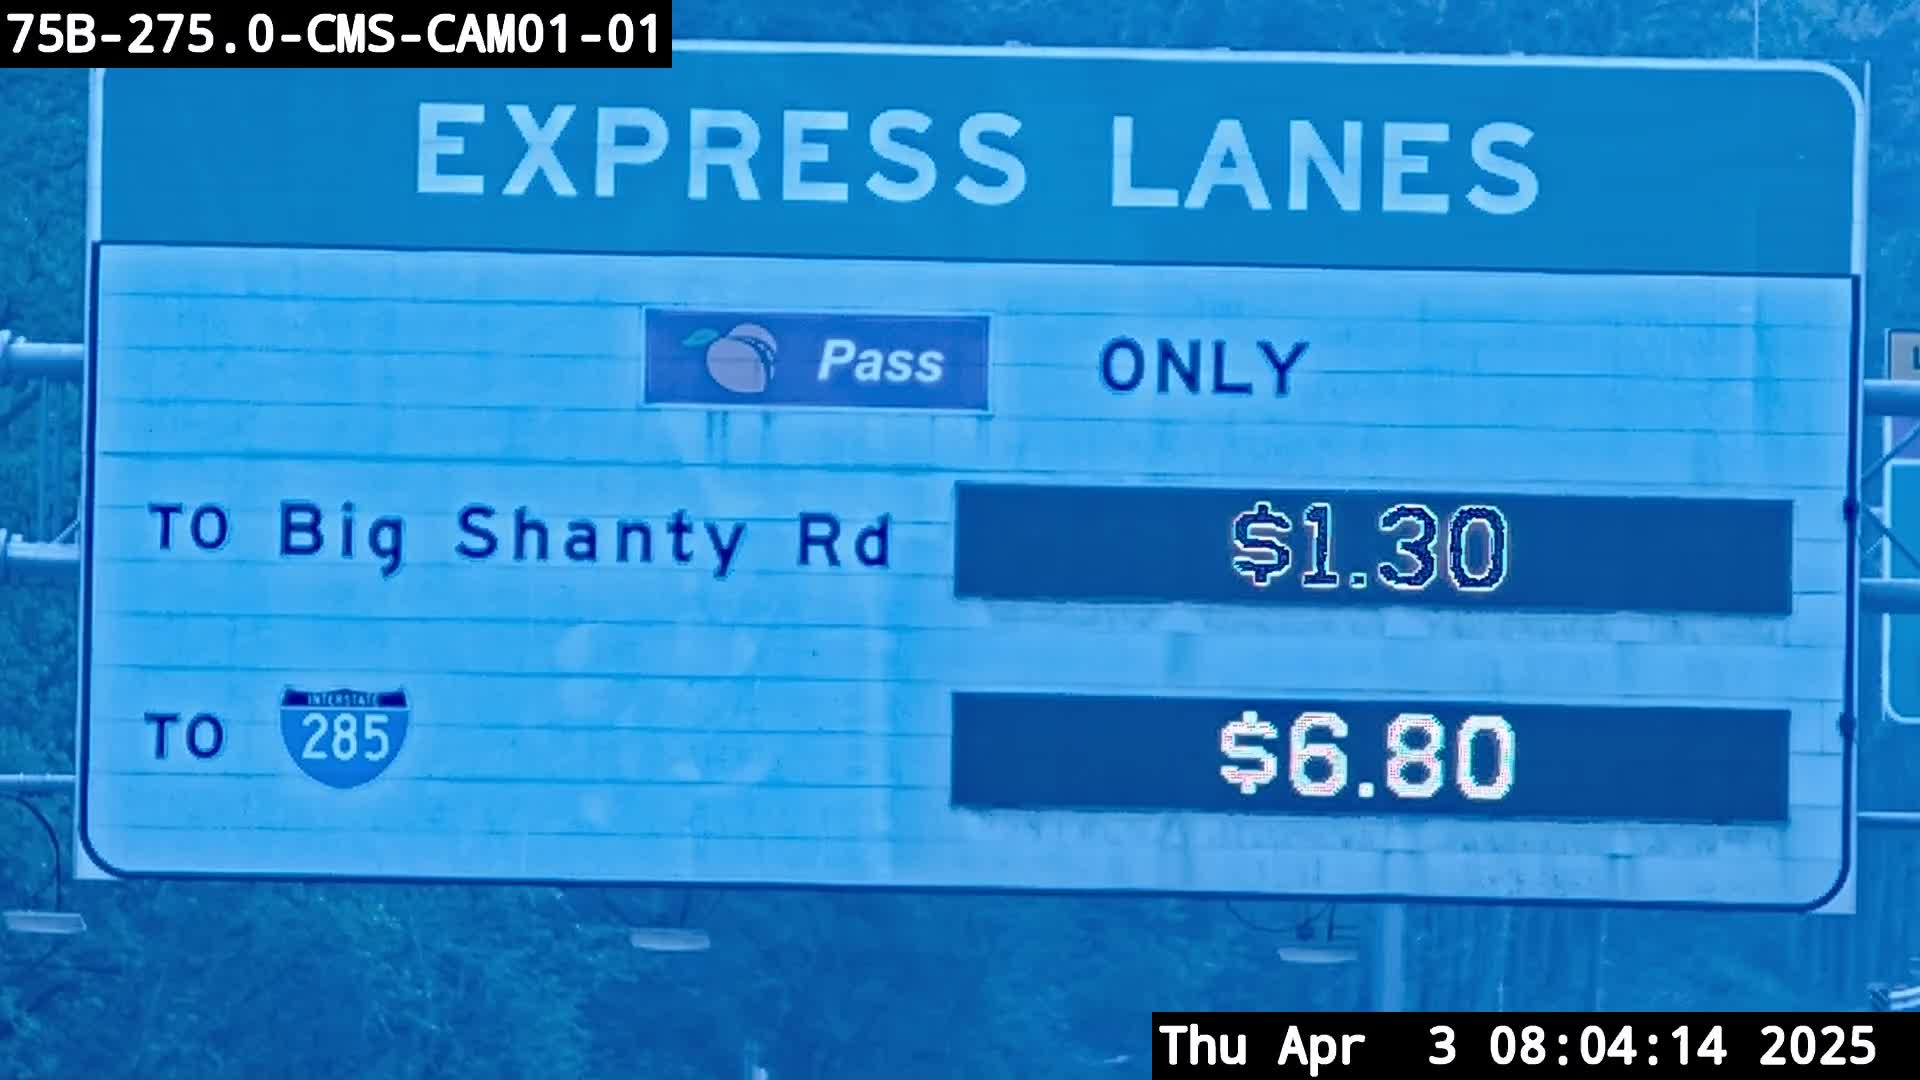 75B-275.0-CMS-CAM01-01
EXPRESS LANES
Pass ONLY
TO Big Shanty Rd $1.30
TO INTERSTATE 285 $6.80
Thu Apr 3 08:04:14 2025